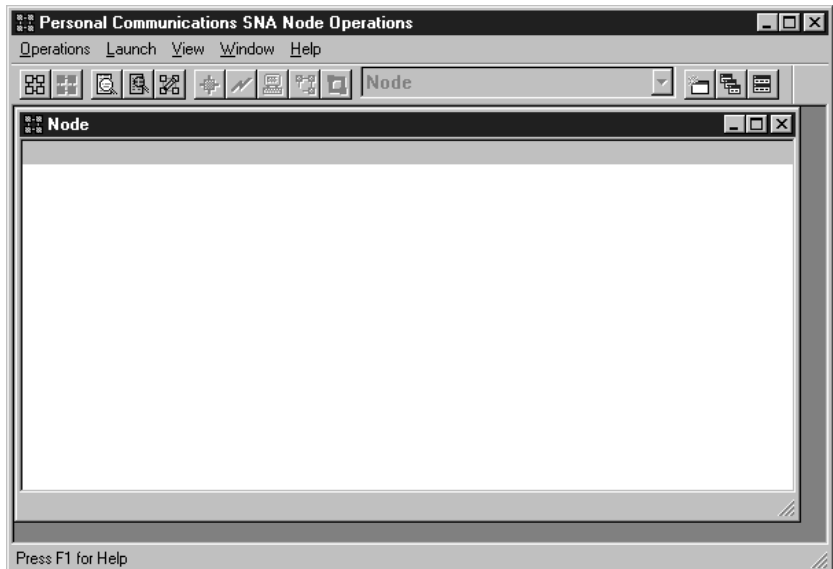 Personal Communications SNA Node Operations
Operations Launch View Window Help
Node
Node
Press F1 for Help